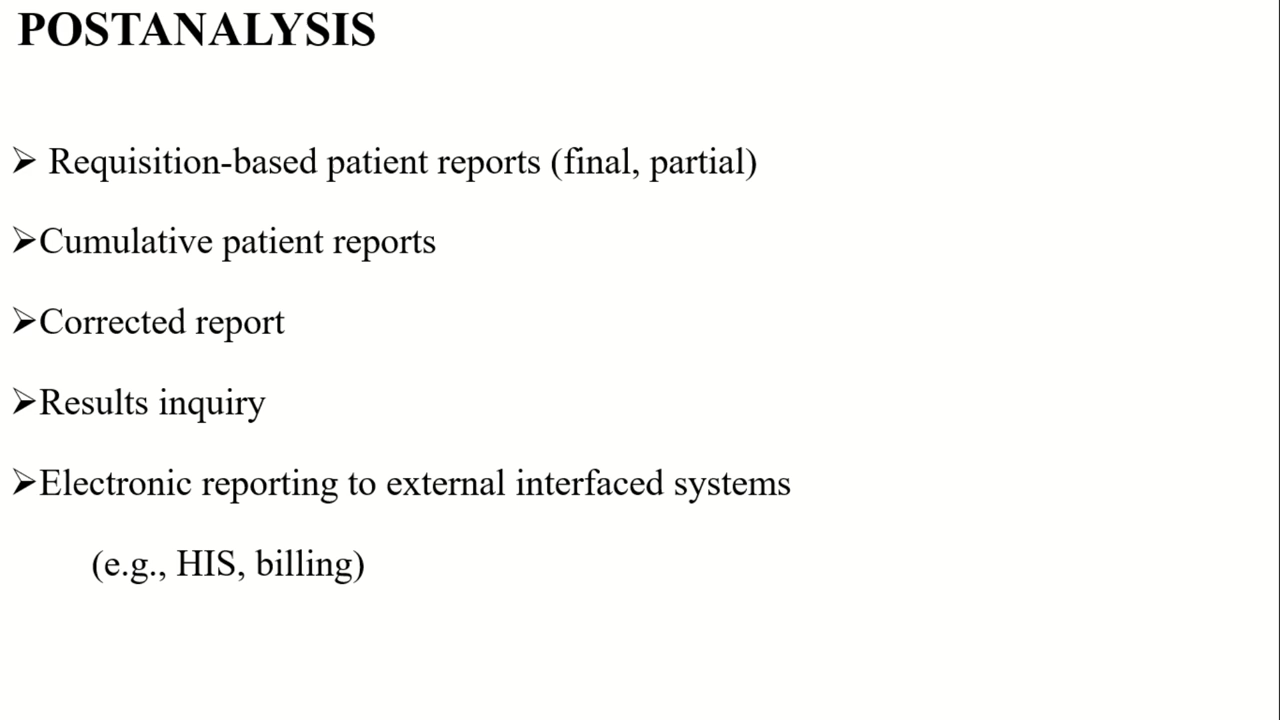 POSTANALYSIS
➢ Requisition-based patient reports (final, partial)
➢Cumulative patient reports
➢Corrected report
➢Results inquiry
➢Electronic reporting to external interfaced systems
(e.g., HIS, billing)